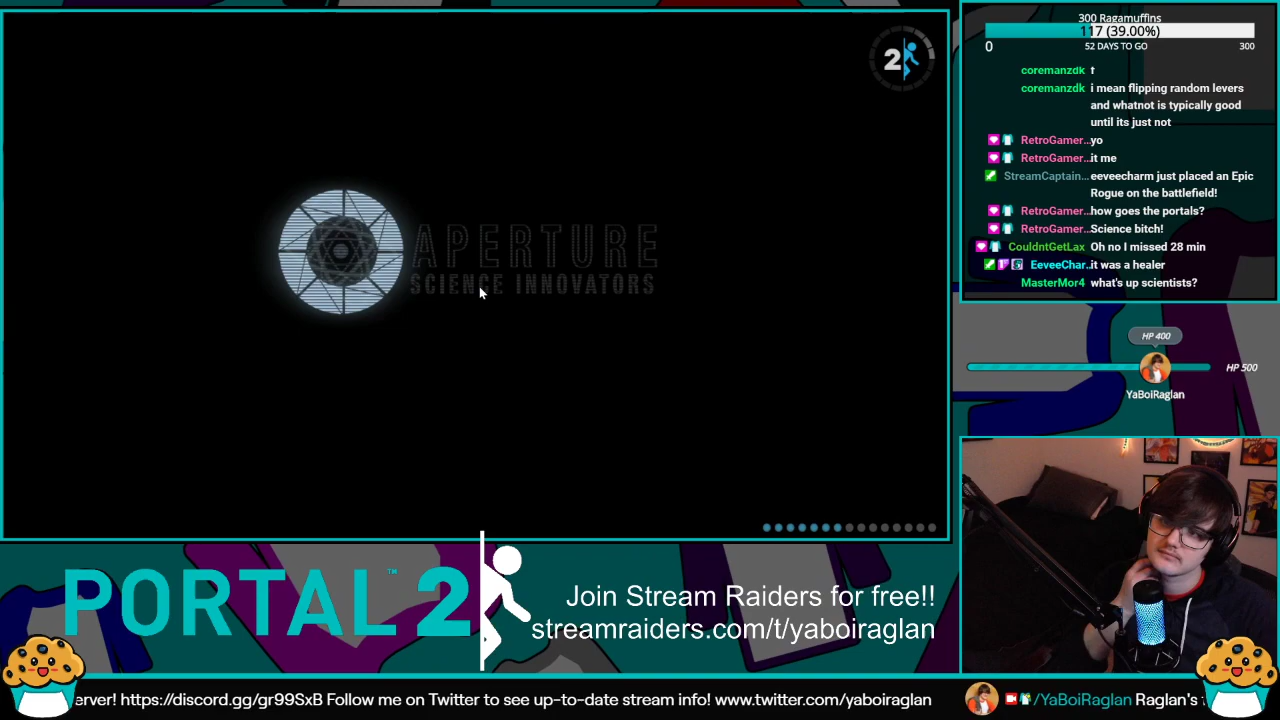 2
APERTURE
SCIENCE INNOVATORS
300 Ragamuffins
117 (39.00%)
0 52 DAYS TO GO 300
coremanzdk t
coremanzdk i mean flipping random levers
and whatnot is typically good
until its just not
RetroGamer... yo
RetroGamer... it me
StreamCaptain... eeveecharm just placed an Epic
Rogue on the battlefield!
RetroGamer... how goes the portals?
RetroGamer... Science bitch!
CouldntGetLax Oh no I missed 28 min
EeveeChar... it was a healer
MasterMor4 what's up scientists?
HP 400
HP 500
YaBoiRaglan
PORTAL™ 2
Join Stream Raiders for free!!
streamraiders.com/t/yaboiraglan
erver! https://discord.gg/gr99SxB Follow me on Twitter to see up-to-date stream info! www.twitter.com/yaboiraglan
/YaBoiRaglan Raglan's